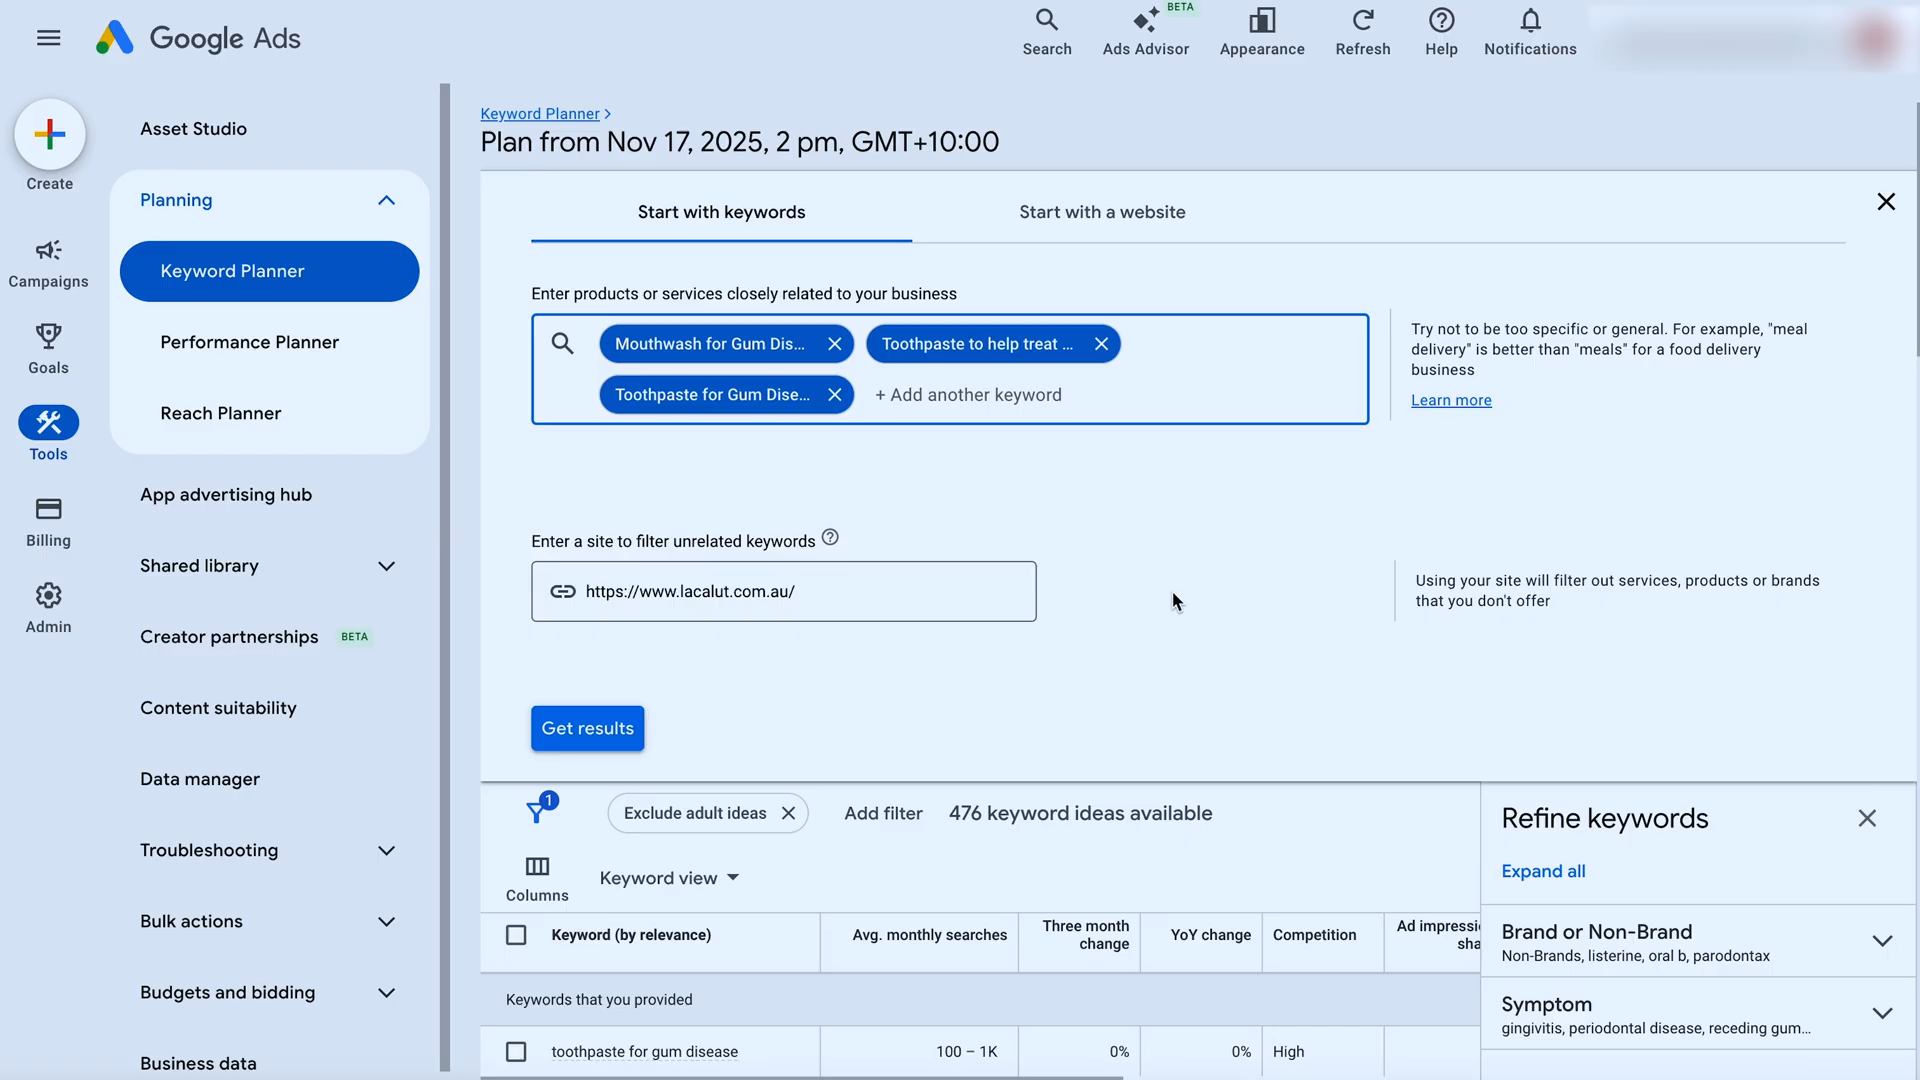 Google Ads
Search
Ads Advisor
BETA
Appearance
Refresh
Help
Notifications
Create
Campaigns
Goals
Tools
Billing
Admin
Asset Studio
Planning
Keyword Planner
Performance Planner
Reach Planner
App advertising hub
Shared library
Creator partnerships BETA
Content suitability
Data manager
Troubleshooting
Bulk actions
Budgets and bidding
Business data
Keyword Planner
Plan from Nov 17, 2025, 2 pm, GMT+10:00
Start with keywords
Start with a website
Enter products or services closely related to your business
Mouthwash for Gum Dis...
Toothpaste to help treat ...
Toothpaste for Gum Dise...
+ Add another keyword
Try not to be too specific or general. For example, "meal
delivery" is better than "meals" for a food delivery
business
Learn more
Enter a site to filter unrelated keywords
https://www.lacalut.com.au/
Using your site will filter out services, products or brands
that you don't offer
Get results
1
Exclude adult ideas
Add filter
476 keyword ideas available
Columns
Keyword view
Keyword (by relevance)
Avg. monthly searches
Three month
change
YoY change
Competition
Ad impressi
sha
Keywords that you provided
toothpaste for gum disease
100 – 1K
0%
0%
High
Refine keywords
Expand all
Brand or Non-Brand
Non-Brands, listerine, oral b, parodontax
Symptom
gingivitis, periodontal disease, receding gum...